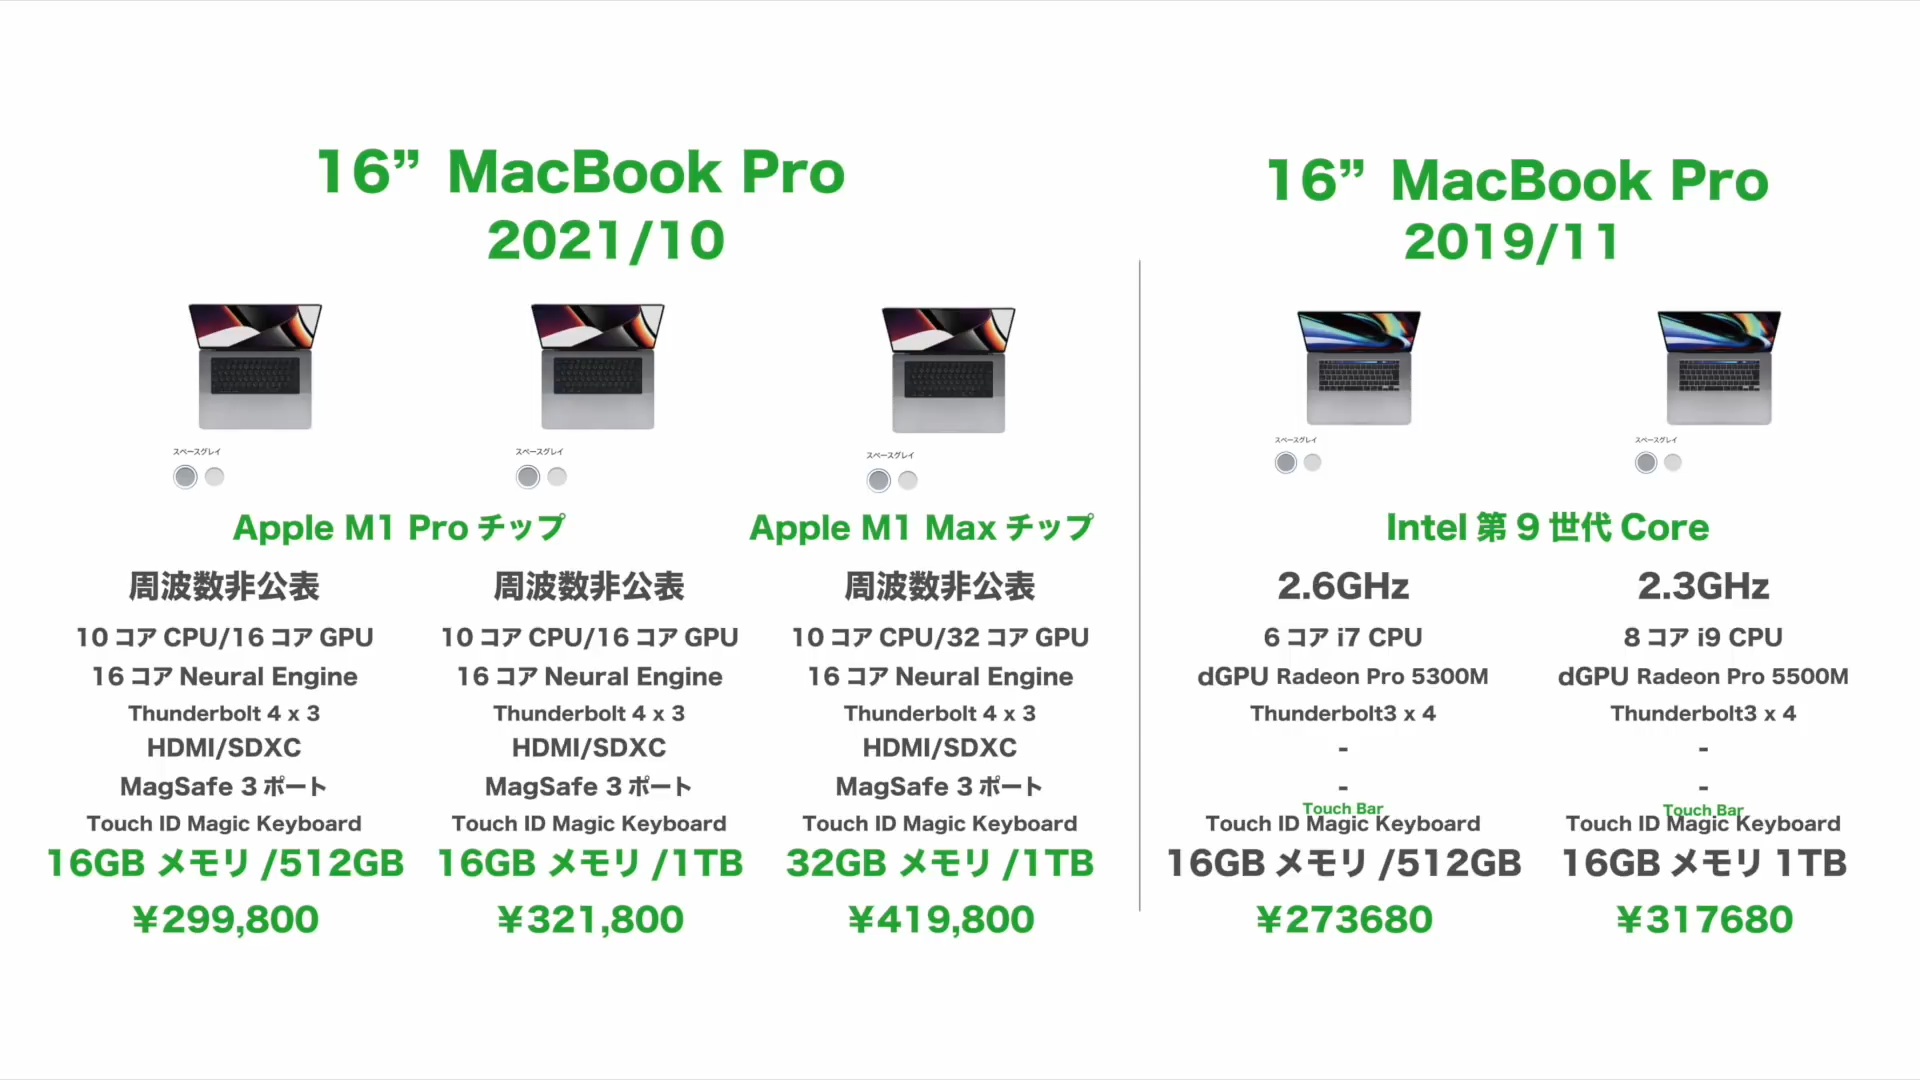 16” MacBook Pro
2021/10
スペースグレイ
スペースグレイ
スペースグレイ
Apple M1 Pro チップ
Apple M1 Max チップ
周波数非公表
周波数非公表
周波数非公表
10 コア CPU/16 コア GPU
10 コア CPU/16 コア GPU
10 コア CPU/32 コア GPU
16 コア Neural Engine
16 コア Neural Engine
16 コア Neural Engine
Thunderbolt 4 x 3
Thunderbolt 4 x 3
Thunderbolt 4 x 3
HDMI/SDXC
HDMI/SDXC
HDMI/SDXC
MagSafe 3 ポート
MagSafe 3 ポート
MagSafe 3 ポート
Touch ID Magic Keyboard
Touch ID Magic Keyboard
Touch ID Magic Keyboard
16GB メモリ /512GB
16GB メモリ /1TB
32GB メモリ /1TB
¥299,800
¥321,800
¥419,800
16” MacBook Pro
2019/11
スペースグレイ
スペースグレイ
Intel 第 9 世代 Core
2.6GHz
2.3GHz
6 コア i7 CPU
8 コア i9 CPU
dGPU Radeon Pro 5300M
dGPU Radeon Pro 5500M
Thunderbolt3 x 4
Thunderbolt3 x 4
-
-
-
-
Touch Bar
Touch Bar
Touch ID Magic Keyboard
Touch ID Magic Keyboard
16GB メモリ /512GB
16GB メモリ 1TB
¥273680
¥317680